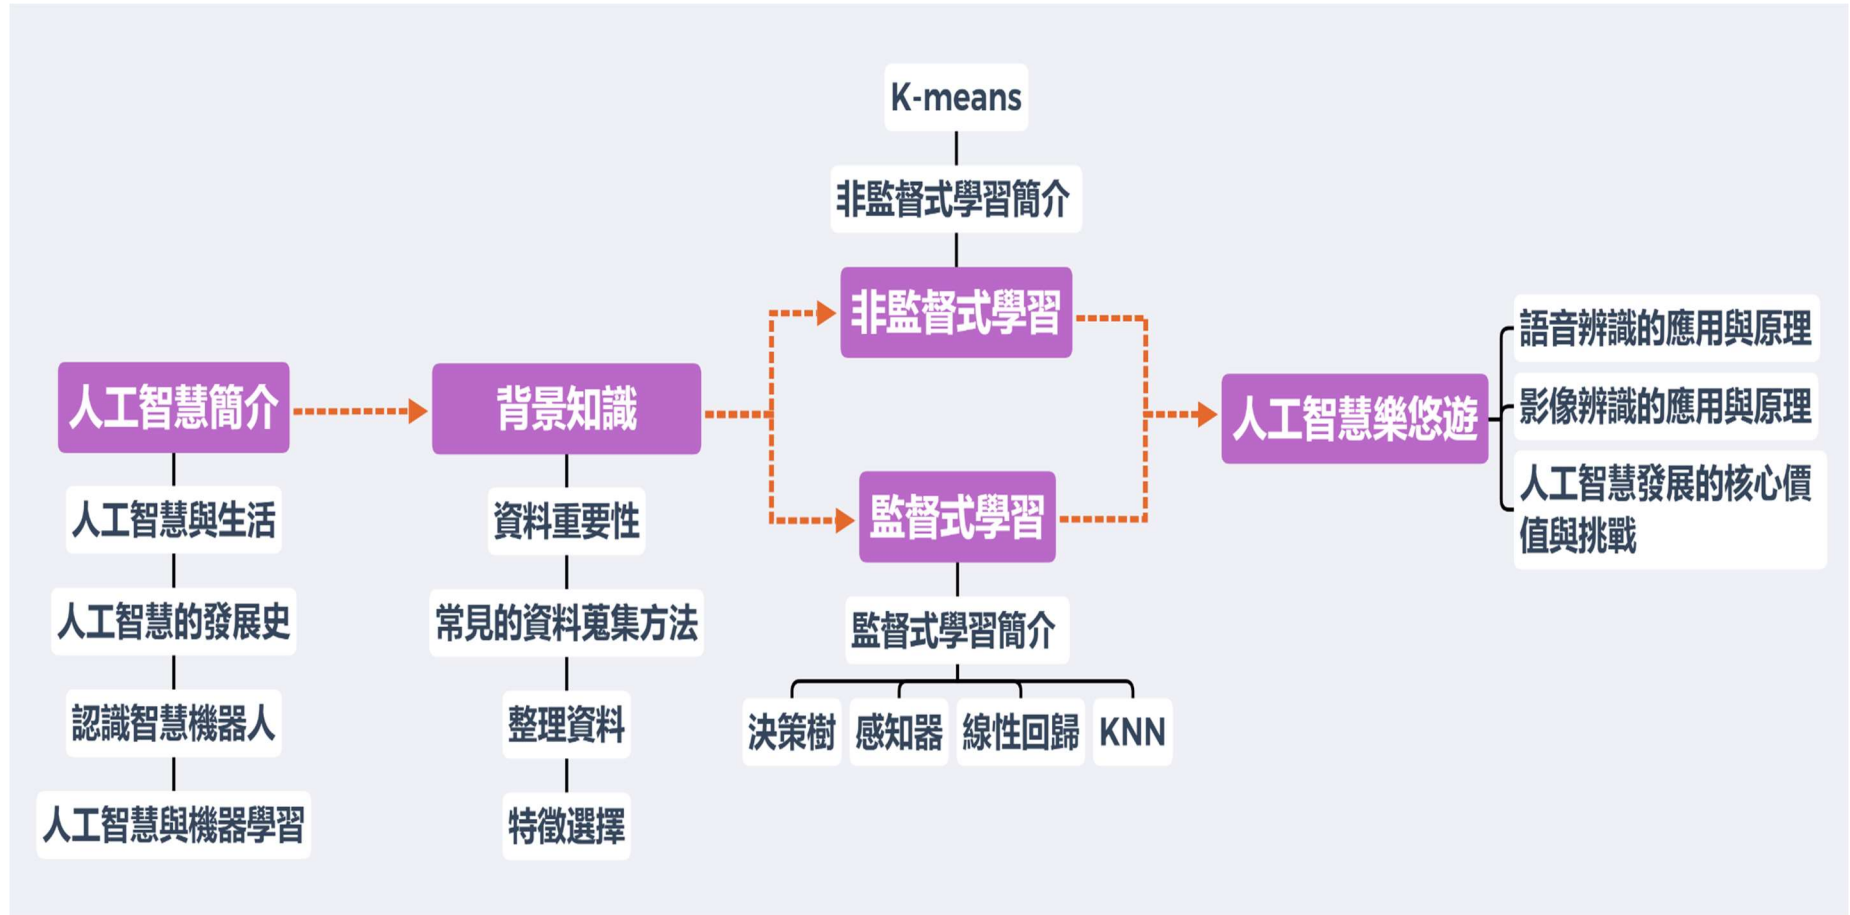 人工智慧簡介
人工智慧與生活
人工智慧的發展史
認識智慧機器人
人工智慧與機器學習
背景知識
資料重要性
常見的資料蒐集方法
整理資料
特徵選擇
K-means
非監督式學習簡介
非監督式學習
監督式學習
監督式學習簡介
決策樹
感知器
線性回歸
KNN
人工智慧樂悠遊
語音辨識的應用與原理
影像辨識的應用與原理
人工智慧發展的核心價
值與挑戰